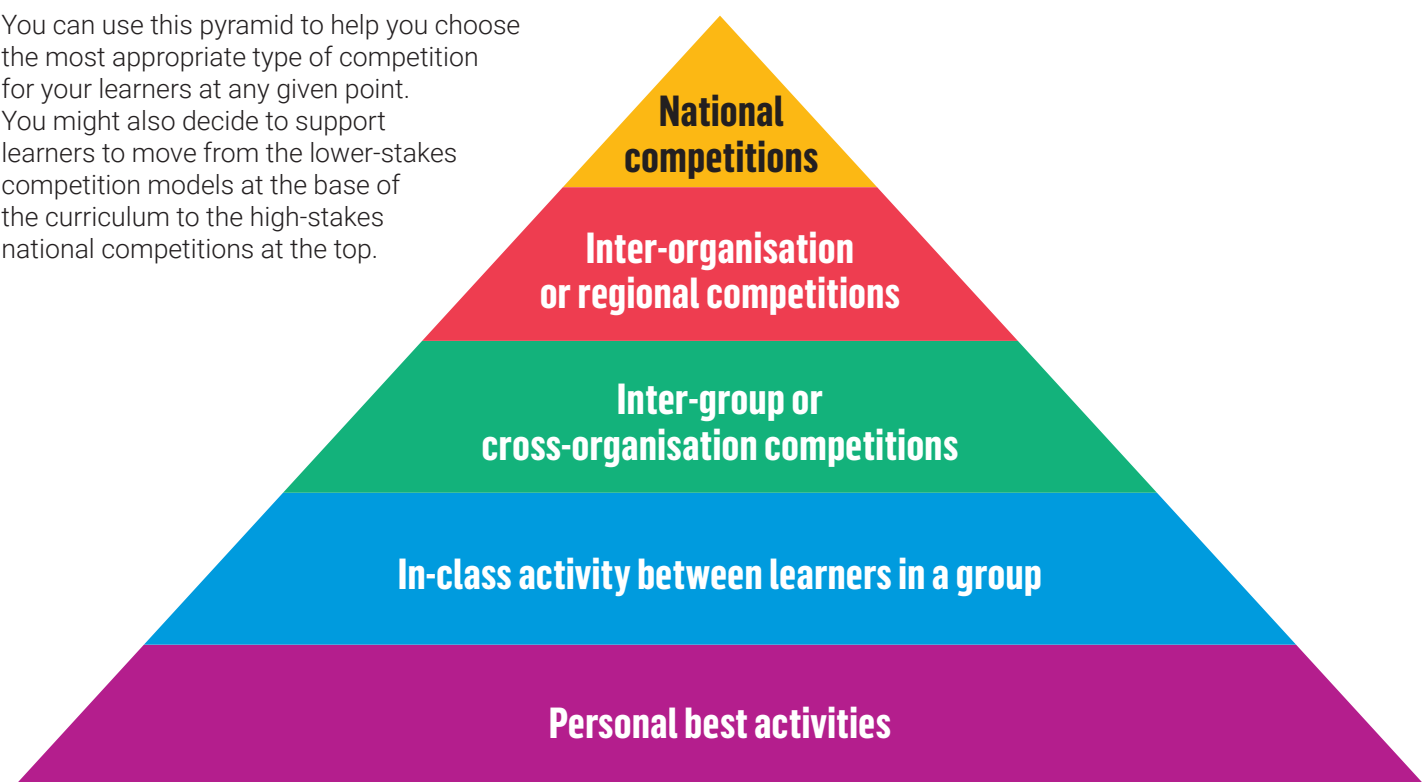 You can use this pyramid to help you choose
the most appropriate type of competition
for your learners at any given point.
You might also decide to support
learners to move from the lower-stakes
competition models at the base of
the curriculum to the high-stakes
national competitions at the top.
National
competitions
Inter-organisation
or regional competitions
Inter-group or
cross-organisation competitions
In-class activity between learners in a group
Personal best activities